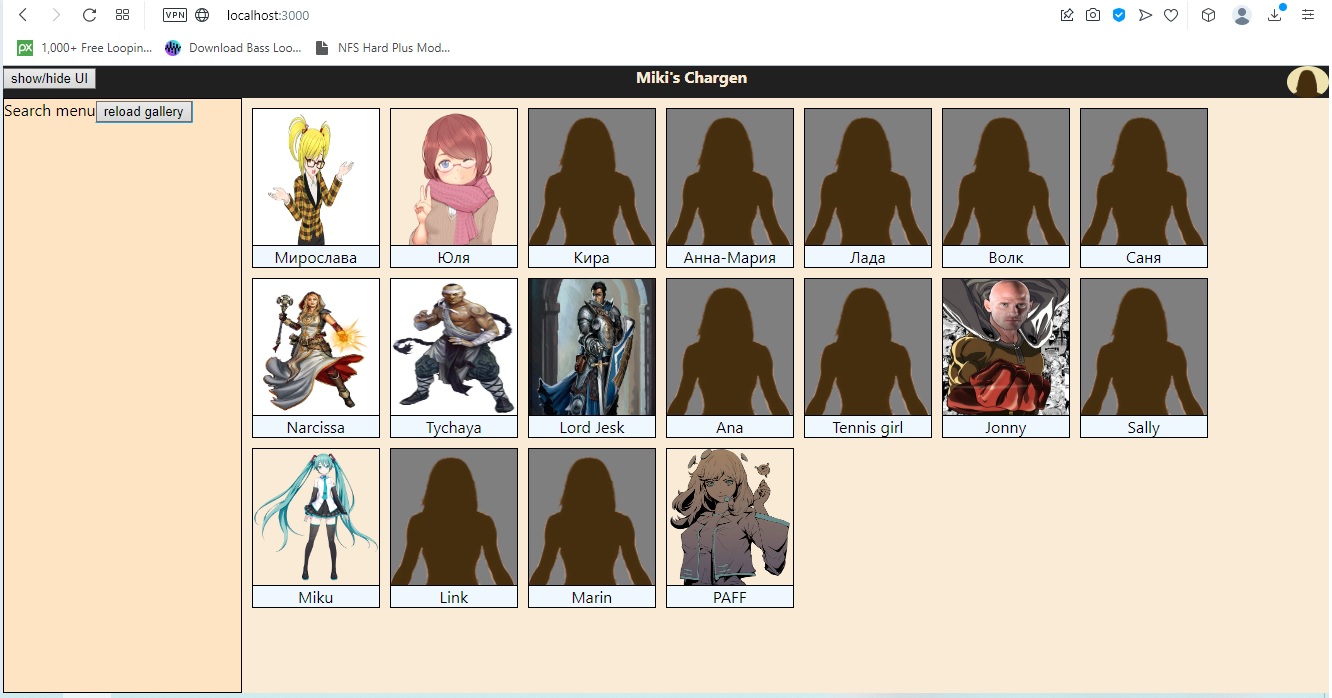 VPN
localhost:3000
px 1,000+ Free Loopin... Download Bass Loo... NFS Hard Plus Mod...
show/hide UI Miki's Chargen
Search menu reload gallery
Мирослава Юля Кира Анна-Мария Лада Волк Саня
Narcissa Tychaya Lord Jesk Ana Tennis girl Jonny Sally
Miku Link Marin PAFF